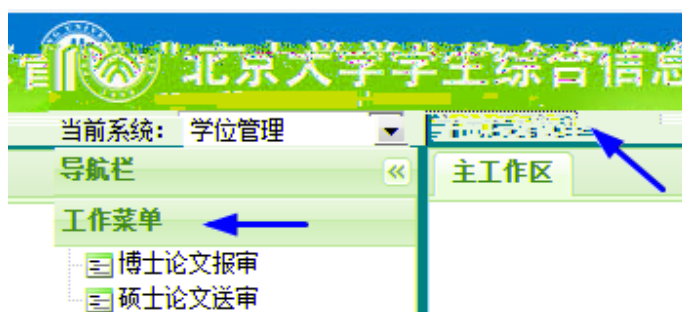 北京大学学生综合信息
当前系统： 学位管理
导航栏
主工作区
工作菜单
博士论文报审
硕士论文送审